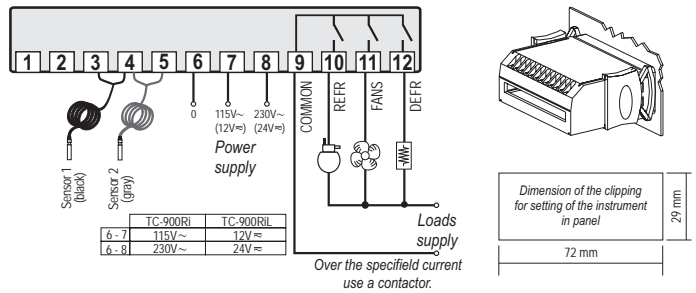 1 2 3 4 5 6 7 8 9 10 11 12
0
115V~
(12V⎓)
230V~
(24V⎓)
Power
supply
COMMON
REFR
FANS
DEFR
Sensor 1
(black)
Sensor 2
(gray)
TC-900Ri TC-900RiL
6 - 7 115V~ 12V⎓
6 - 8 230V~ 24V⎓
Loads
supply
Over the specifield current
use a contactor.
Dimension of the clipping
for setting of the instrument
in panel
29 mm
72 mm